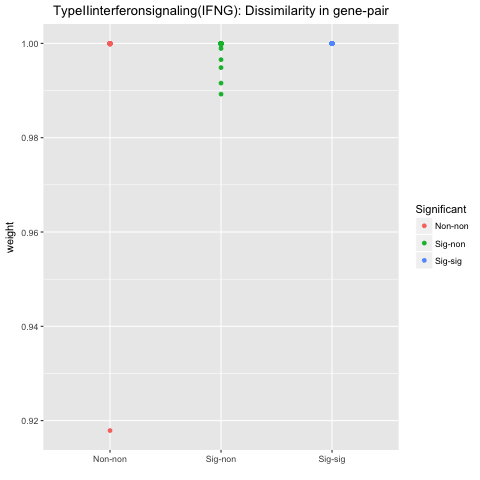 TypeIIinterferonsignaling(IFNG): Dissimilarity in gene-pair
1.00
0.98
0.96
0.94
0.92
weight
Non-non
Sig-non
Sig-sig
Significant
Non-non
Sig-non
Sig-sig